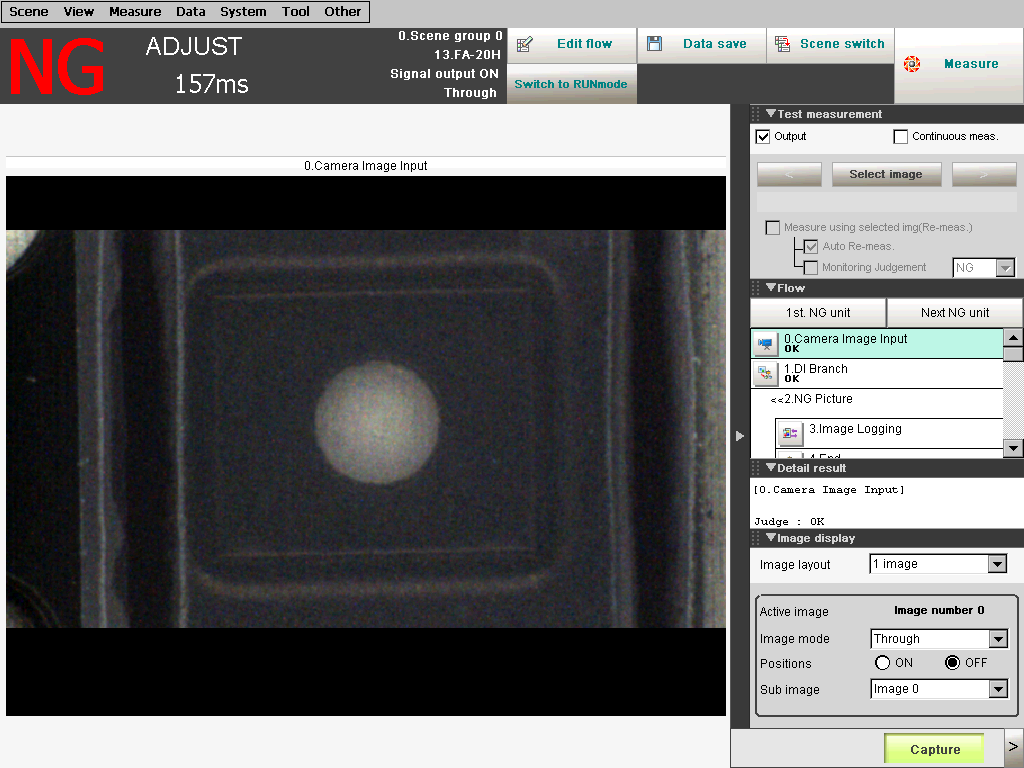 Scene View Measure Data System Tool Other
NG
ADJUST
157ms
0.Scene group 0
13.FA-20H
Signal output ON
Through
Edit flow
Data save
Scene switch
Switch to RUNmode
Measure
0.Camera Image Input
Test measurement
Output
Continuous meas.
<
Select image
>
Measure using selected img(Re-meas.)
Auto Re-meas.
Monitoring Judgement
NG
Flow
1st. NG unit
Next NG unit
0.Camera Image Input
OK
1.DI Branch
OK
<<2.NG Picture
3.Image Logging
4.End
Detail result
[0.Camera Image Input]
Judge : OK
Image display
Image layout
1 image
Active image
Image number 0
Image mode
Through
Positions
ON
OFF
Sub image
Image 0
Capture
>